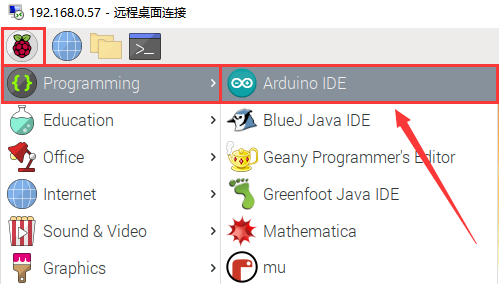 192.168.0.57 - 远程桌面连接
Programming
Arduino IDE
Education
BlueJ Java IDE
Office
Geany Programmer's Editor
Internet
Greenfoot Java IDE
Sound & Video
Mathematica
Graphics
mu